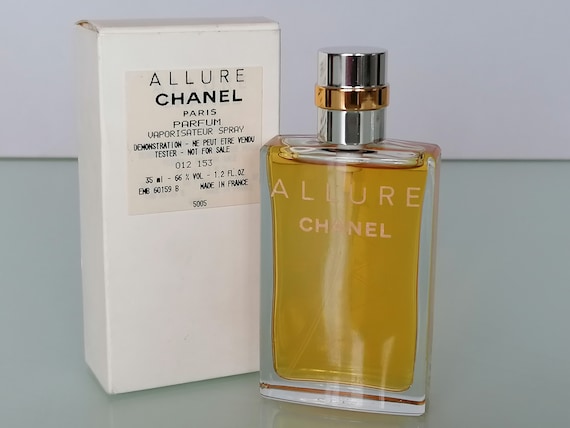 ALLURE
CHANEL
PARIS
PARFUM
VAPORISATEUR SPRAY
DEMONSTRATION - NE PEUT ETRE VENDU
TESTER - NOT FOR SALE
012 153
35 ml - 66 % VOL - 1.2 FL.OZ
EMB 60159 B MADE IN FRANCE
5005
ALLURE
CHANEL